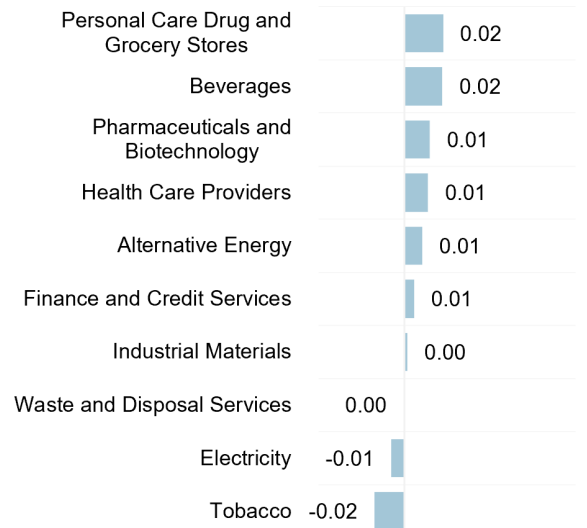 Personal Care Drug and
Grocery Stores 0.02
Beverages 0.02
Pharmaceuticals and
Biotechnology 0.01
Health Care Providers 0.01
Alternative Energy 0.01
Finance and Credit Services 0.01
Industrial Materials 0.00
Waste and Disposal Services 0.00
Electricity -0.01
Tobacco -0.02